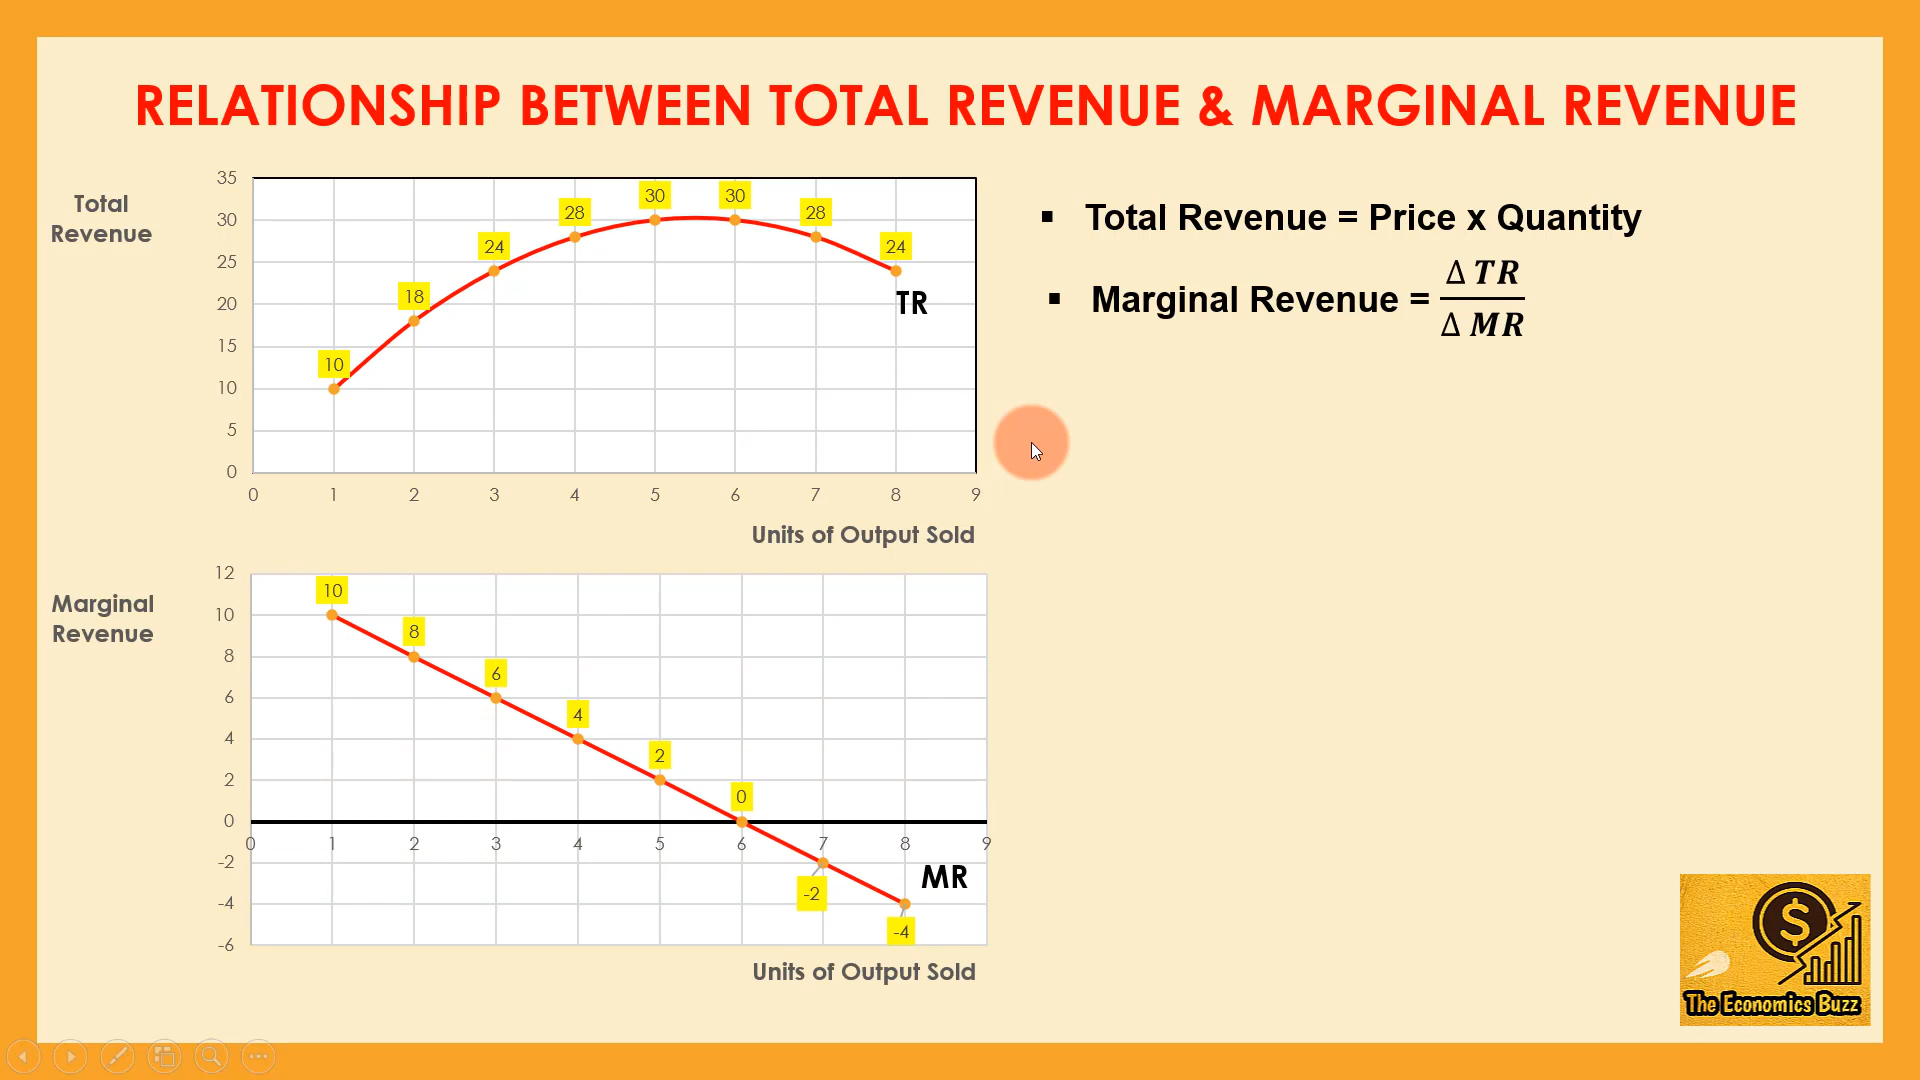 RELATIONSHIP BETWEEN TOTAL REVENUE & MARGINAL REVENUE
Total
Revenue
35
30
25
20
15
10
5
0
10
18
24
28
30
30
28
24
TR
0 1 2 3 4 5 6 7 8 9
Units of Output Sold
Marginal
Revenue
12
10
8
6
4
2
0
-2
-4
-6
10
8
6
4
2
0
-2
-4
MR
0 1 2 3 4 5 6 7 8 9
Units of Output Sold
▪ Total Revenue = Price x Quantity
▪ Marginal Revenue = Δ TR / Δ MR
$
The Economics Buzz